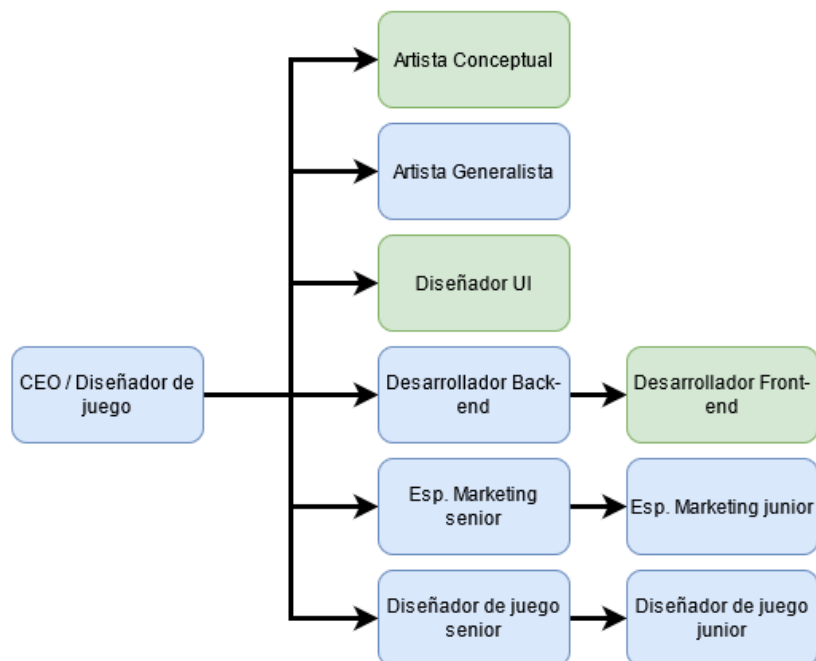 Artista Conceptual
Artista Generalista
Diseñador UI
CEO / Diseñador de
juego
Desarrollador Back-
end
Desarrollador Front-
end
Esp. Marketing
senior
Esp. Marketing junior
Diseñador de juego
senior
Diseñador de juego
junior